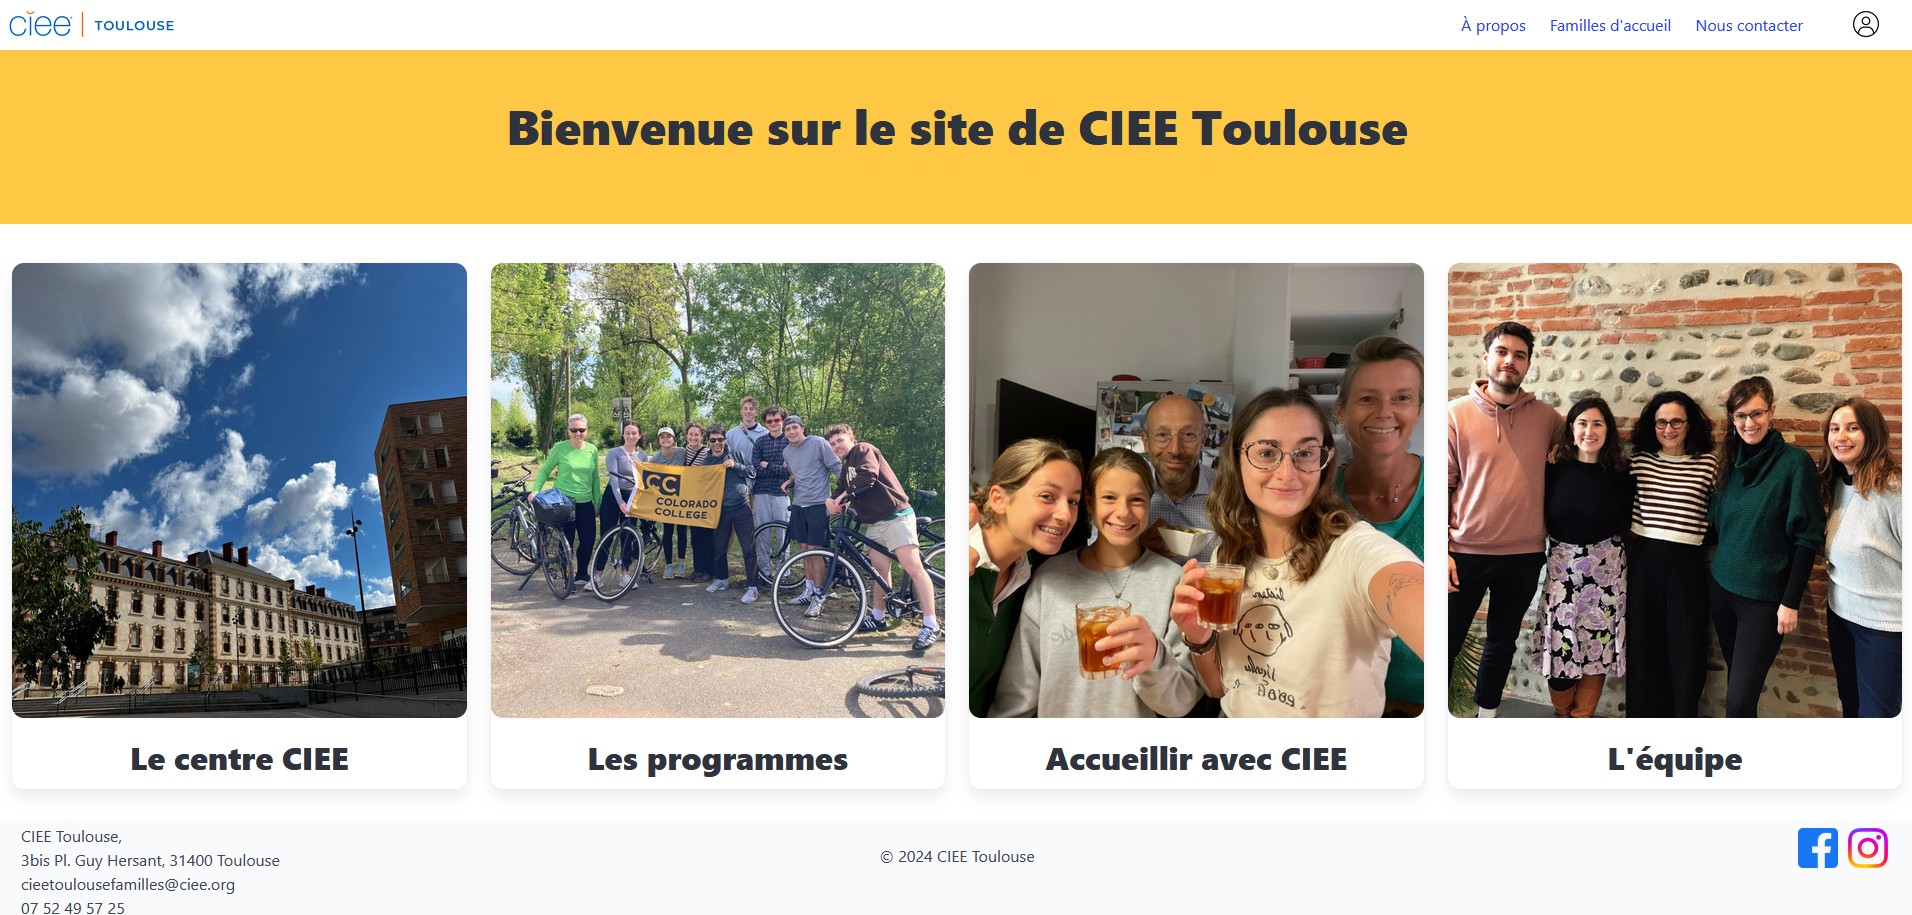 ciee TOULOUSE
À propos
Familles d'accueil
Nous contacter
Bienvenue sur le site de CIEE Toulouse
CC
COLORADO
COLLEGE
Le centre CIEE
Les programmes
Accueillir avec CIEE
L'équipe
CIEE Toulouse,
3bis Pl. Guy Hersant, 31400 Toulouse
cieetoulousefamilles@ciee.org
07 52 49 57 25
© 2024 CIEE Toulouse